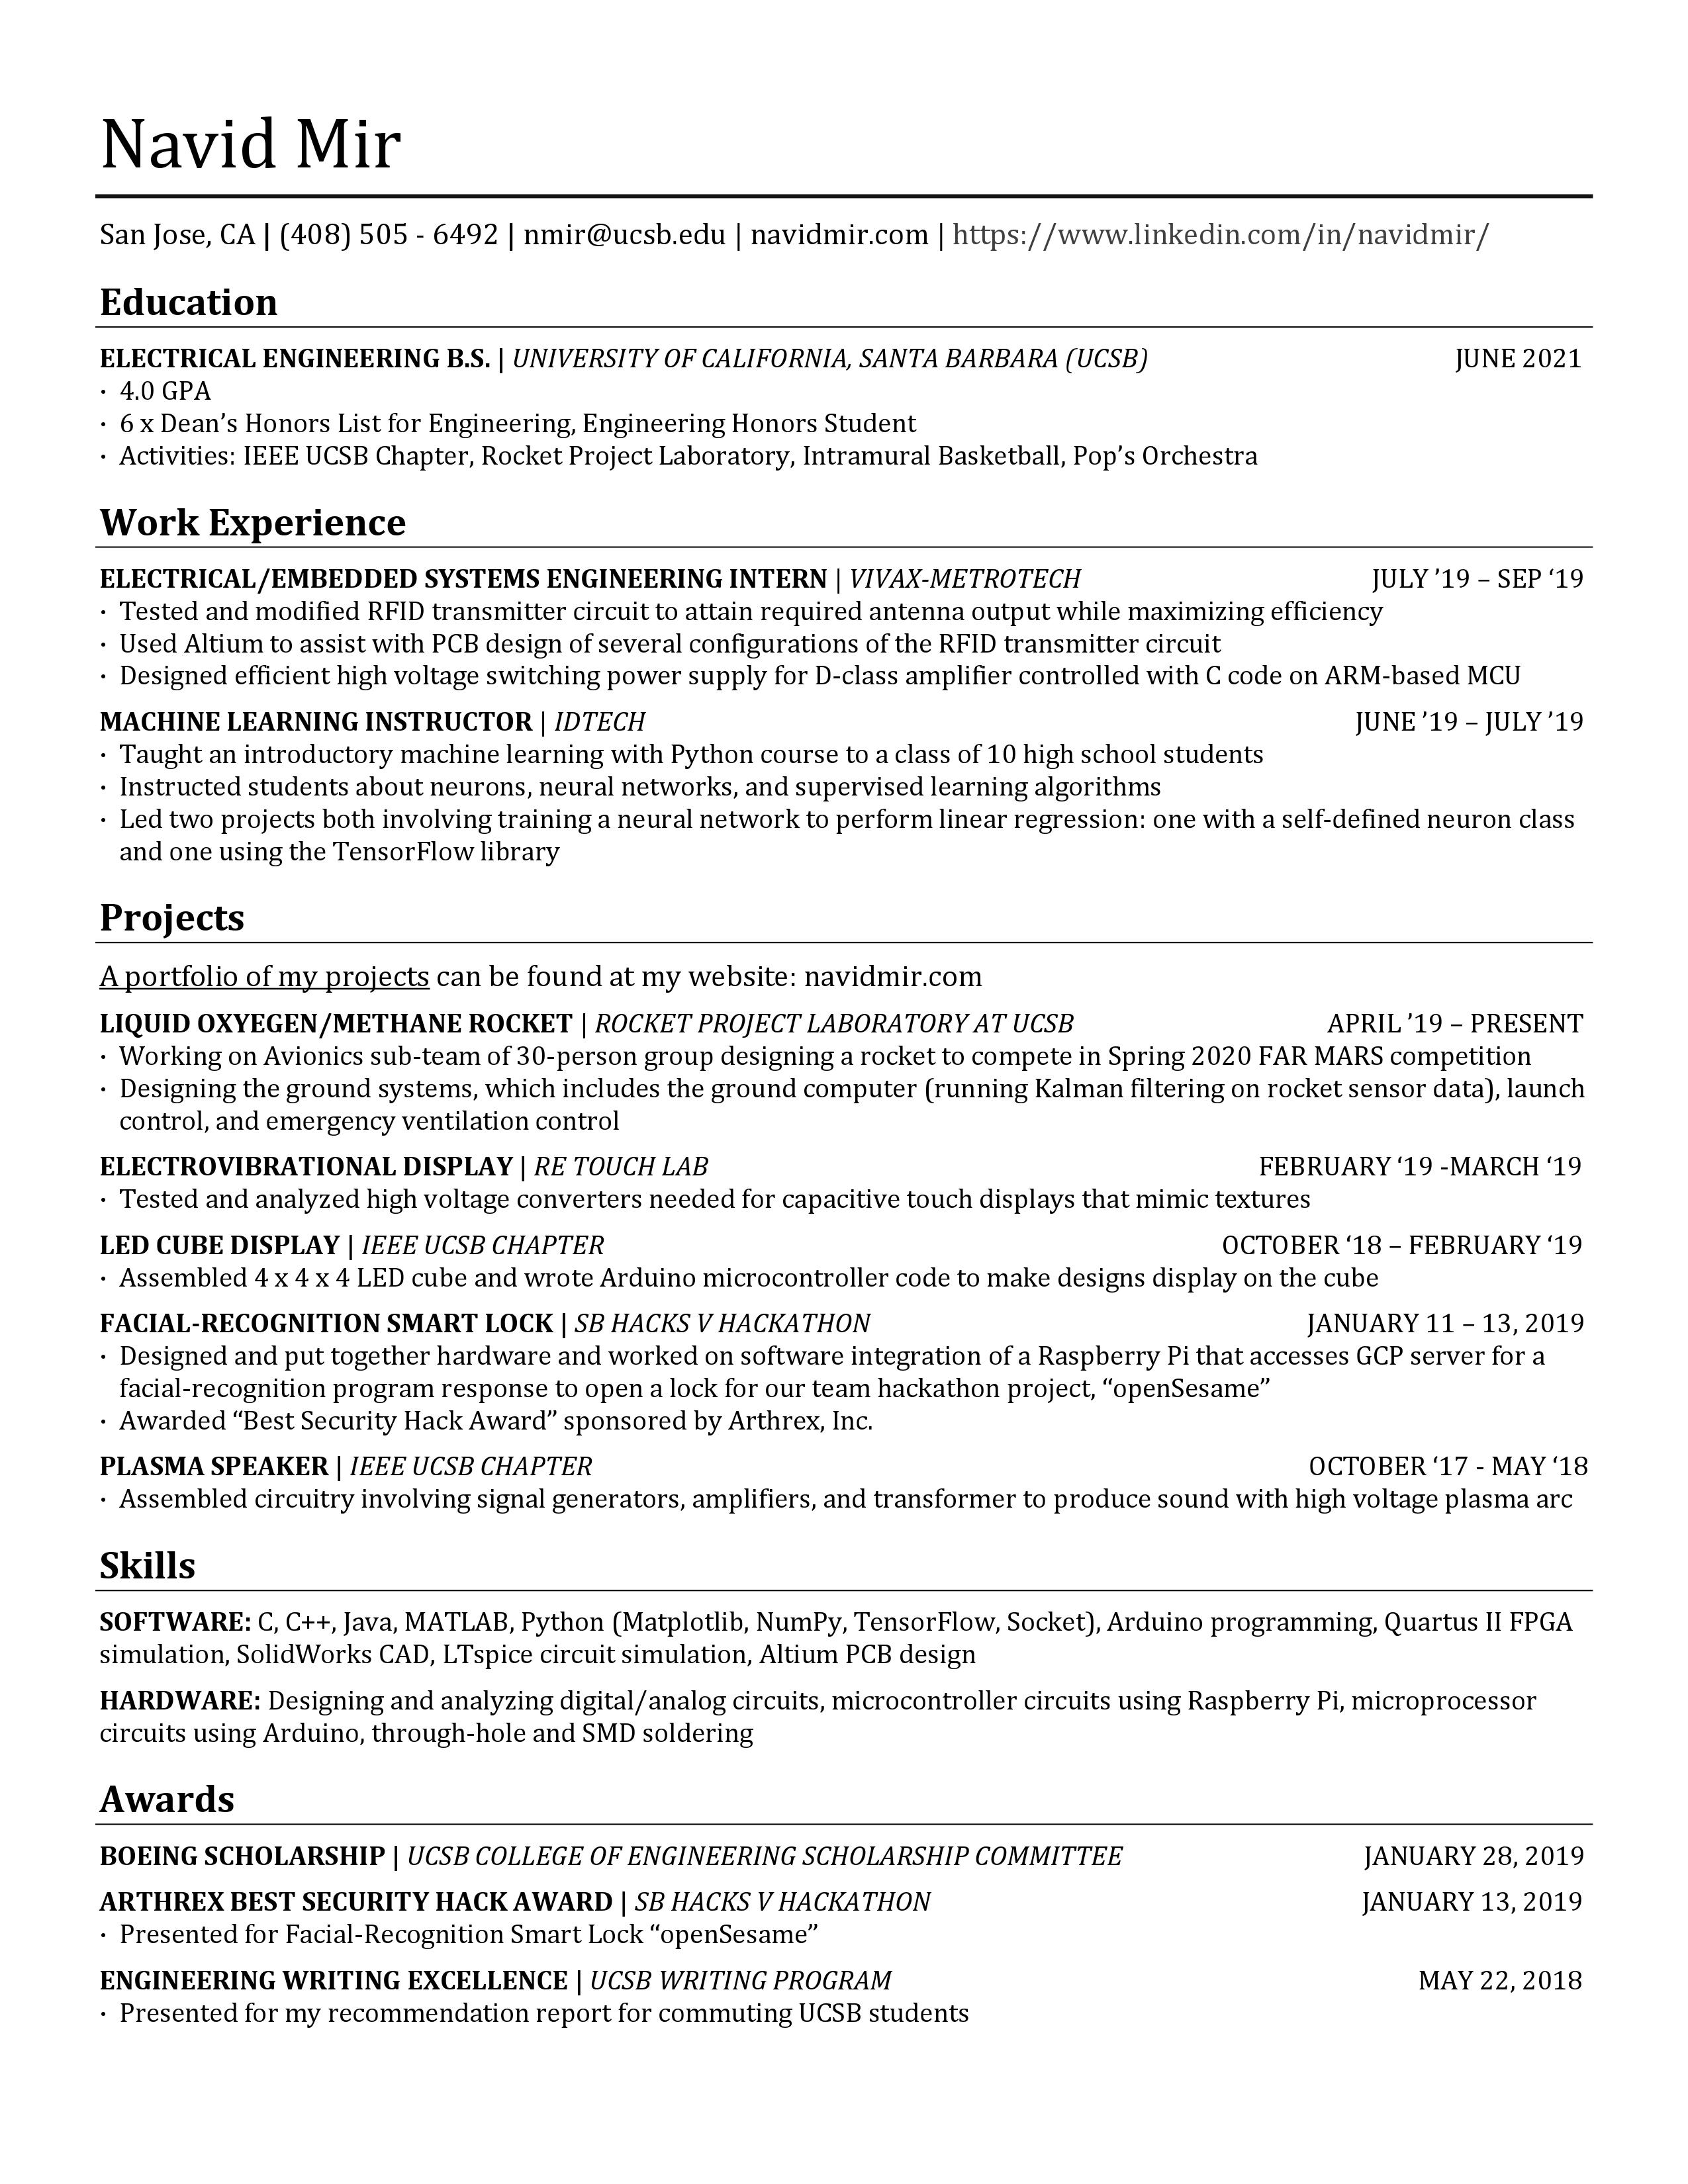 Navid Mir
San Jose, CA | (408) 505 - 6492 | nmir@ucsb.edu | navidmir.com | https://www.linkedin.com/in/navidmir/
Education
ELECTRICAL ENGINEERING B.S. | UNIVERSITY OF CALIFORNIA, SANTA BARBARA (UCSB) JUNE 2021
· 4.0 GPA
· 6 x Dean’s Honors List for Engineering, Engineering Honors Student
· Activities: IEEE UCSB Chapter, Rocket Project Laboratory, Intramural Basketball, Pop’s Orchestra
Work Experience
ELECTRICAL/EMBEDDED SYSTEMS ENGINEERING INTERN | VIVAX-METROTECH JULY ’19 – SEP ‘19
· Tested and modified RFID transmitter circuit to attain required antenna output while maximizing efficiency
· Used Altium to assist with PCB design of several configurations of the RFID transmitter circuit
· Designed efficient high voltage switching power supply for D-class amplifier controlled with C code on ARM-based MCU
MACHINE LEARNING INSTRUCTOR | IDTECH JUNE ’19 – JULY ’19
· Taught an introductory machine learning with Python course to a class of 10 high school students
· Instructed students about neurons, neural networks, and supervised learning algorithms
· Led two projects both involving training a neural network to perform linear regression: one with a self-defined neuron class
and one using the TensorFlow library
Projects
A portfolio of my projects can be found at my website: navidmir.com
LIQUID OXYEGEN/METHANE ROCKET | ROCKET PROJECT LABORATORY AT UCSB APRIL ’19 – PRESENT
· Working on Avionics sub-team of 30-person group designing a rocket to compete in Spring 2020 FAR MARS competition
· Designing the ground systems, which includes the ground computer (running Kalman filtering on rocket sensor data), launch
control, and emergency ventilation control
ELECTROVIBRATIONAL DISPLAY | RE TOUCH LAB FEBRUARY ‘19 -MARCH ‘19
· Tested and analyzed high voltage converters needed for capacitive touch displays that mimic textures
LED CUBE DISPLAY | IEEE UCSB CHAPTER OCTOBER ‘18 – FEBRUARY ‘19
· Assembled 4 x 4 x 4 LED cube and wrote Arduino microcontroller code to make designs display on the cube
FACIAL-RECOGNITION SMART LOCK | SB HACKS V HACKATHON JANUARY 11 – 13, 2019
· Designed and put together hardware and worked on software integration of a Raspberry Pi that accesses GCP server for a
facial-recognition program response to open a lock for our team hackathon project, “openSesame”
· Awarded “Best Security Hack Award” sponsored by Arthrex, Inc.
PLASMA SPEAKER | IEEE UCSB CHAPTER OCTOBER ‘17 - MAY ‘18
· Assembled circuitry involving signal generators, amplifiers, and transformer to produce sound with high voltage plasma arc
Skills
SOFTWARE: C, C++, Java, MATLAB, Python (Matplotlib, NumPy, TensorFlow, Socket), Arduino programming, Quartus II FPGA
simulation, SolidWorks CAD, LTspice circuit simulation, Altium PCB design
HARDWARE: Designing and analyzing digital/analog circuits, microcontroller circuits using Raspberry Pi, microprocessor
circuits using Arduino, through-hole and SMD soldering
Awards
BOEING SCHOLARSHIP | UCSB COLLEGE OF ENGINEERING SCHOLARSHIP COMMITTEE JANUARY 28, 2019
ARTHREX BEST SECURITY HACK AWARD | SB HACKS V HACKATHON JANUARY 13, 2019
· Presented for Facial-Recognition Smart Lock “openSesame”
ENGINEERING WRITING EXCELLENCE | UCSB WRITING PROGRAM MAY 22, 2018
· Presented for my recommendation report for commuting UCSB students